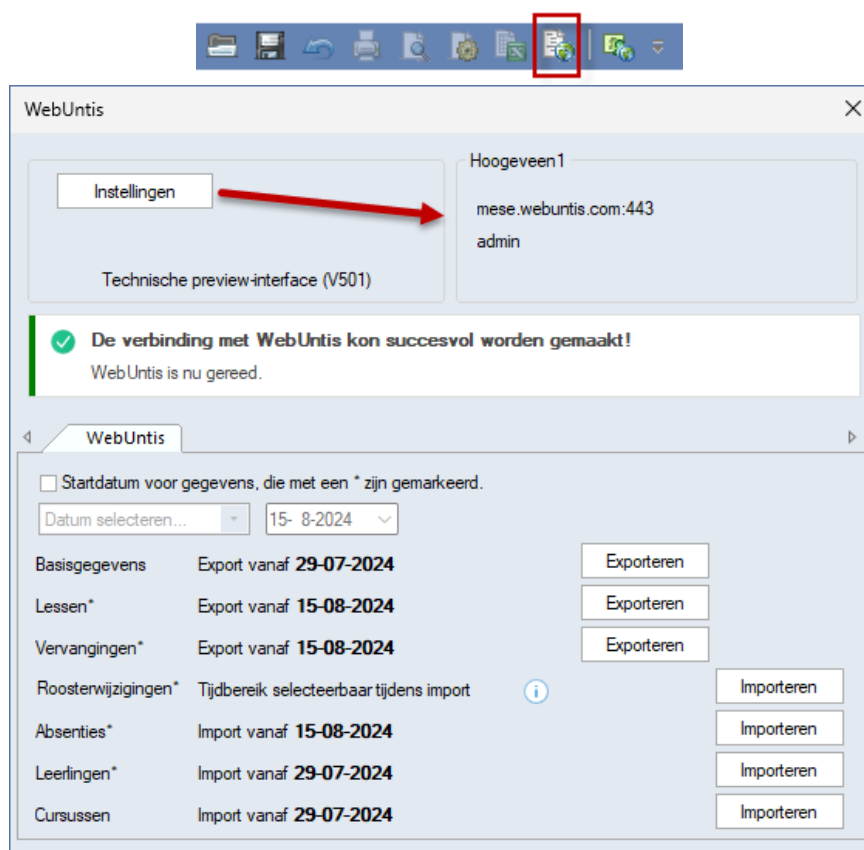 WebUntis
Instellingen
Technische preview-interface (V501)
Hoogeveen1
mese.webuntis.com:443
admin
De verbinding met WebUntis kon succesvol worden gemaakt!
WebUntis is nu gereed.
WebUntis
Startdatum voor gegevens, die met een * zijn gemarkeerd.
Datum selecteren... 15- 8-2024
Basisgegevens Export vanaf 29-07-2024 Exporteren
Lessen* Export vanaf 15-08-2024 Exporteren
Vervangingen* Export vanaf 15-08-2024 Exporteren
Roosterwijzigingen* Tijdbereik selecteerbaar tijdens import Importeren
Absenties* Import vanaf 15-08-2024 Importeren
Leerlingen* Import vanaf 29-07-2024 Importeren
Cursussen Import vanaf 29-07-2024 Importeren